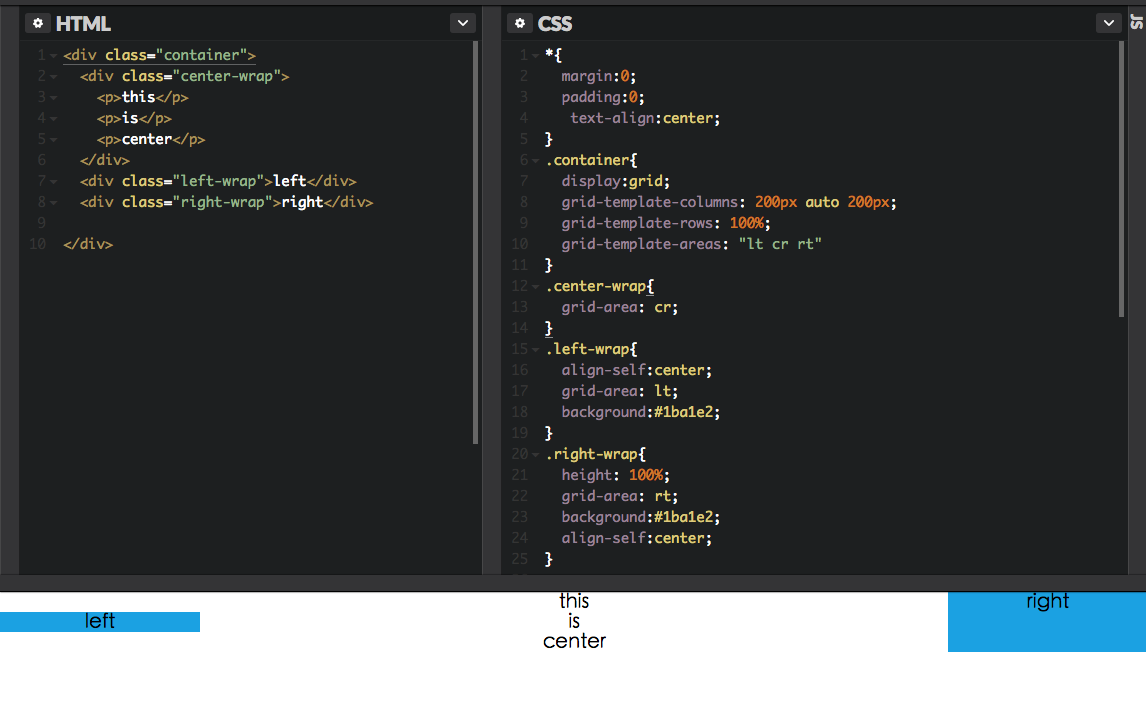 HTML
1 <div class="container">
2 <div class="center-wrap">
3 <p>this</p>
4 <p>is</p>
5 <p>center</p>
6 </div>
7 <div class="left-wrap">left</div>
8 <div class="right-wrap">right</div>
9
10 </div>
CSS
1 *{
2 margin:0;
3 padding:0;
4 text-align:center;
5 }
6 .container{
7 display:grid;
8 grid-template-columns: 200px auto 200px;
9 grid-template-rows: 100%;
10 grid-template-areas: "lt cr rt"
11 }
12 .center-wrap{
13 grid-area: cr;
14 }
15 .left-wrap{
16 align-self:center;
17 grid-area: lt;
18 background:#1ba1e2;
19 }
20 .right-wrap{
21 height: 100%;
22 grid-area: rt;
23 background:#1ba1e2;
24 align-self:center;
25 }
JS
left
this
is
center
right